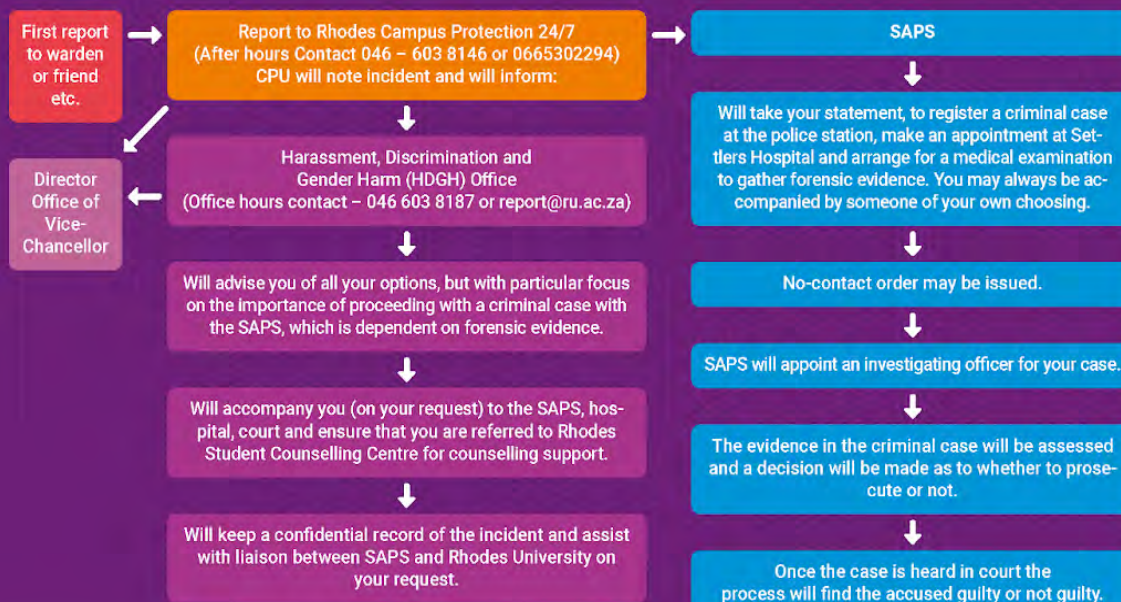 First report
to warden
or friend
etc.
Report to Rhodes Campus Protection 24/7
(After hours Contact 046 – 603 8146 or 0665302294)
CPU will note incident and will inform:
Director
Office of
Vice-
Chancellor
Harassment, Discrimination and
Gender Harm (HDGH) Office
(Office hours contact – 046 603 8187 or report@ru.ac.za)
Will advise you of all your options, but with particular focus
on the importance of proceeding with a criminal case with
the SAPS, which is dependent on forensic evidence.
Will accompany you (on your request) to the SAPS, hos-
pital, court and ensure that you are referred to Rhodes
Student Counselling Centre for counselling support.
Will keep a confidential record of the incident and assist
with liaison between SAPS and Rhodes University on
your request.
SAPS
Will take your statement, to register a criminal case
at the police station, make an appointment at Set-
tlers Hospital and arrange for a medical examination
to gather forensic evidence. You may always be ac-
companied by someone of your own choosing.
No-contact order may be issued.
SAPS will appoint an investigating officer for your case.
The evidence in the criminal case will be assessed
and a decision will be made as to whether to prose-
cute or not.
Once the case is heard in court the
process will find the accused guilty or not guilty.